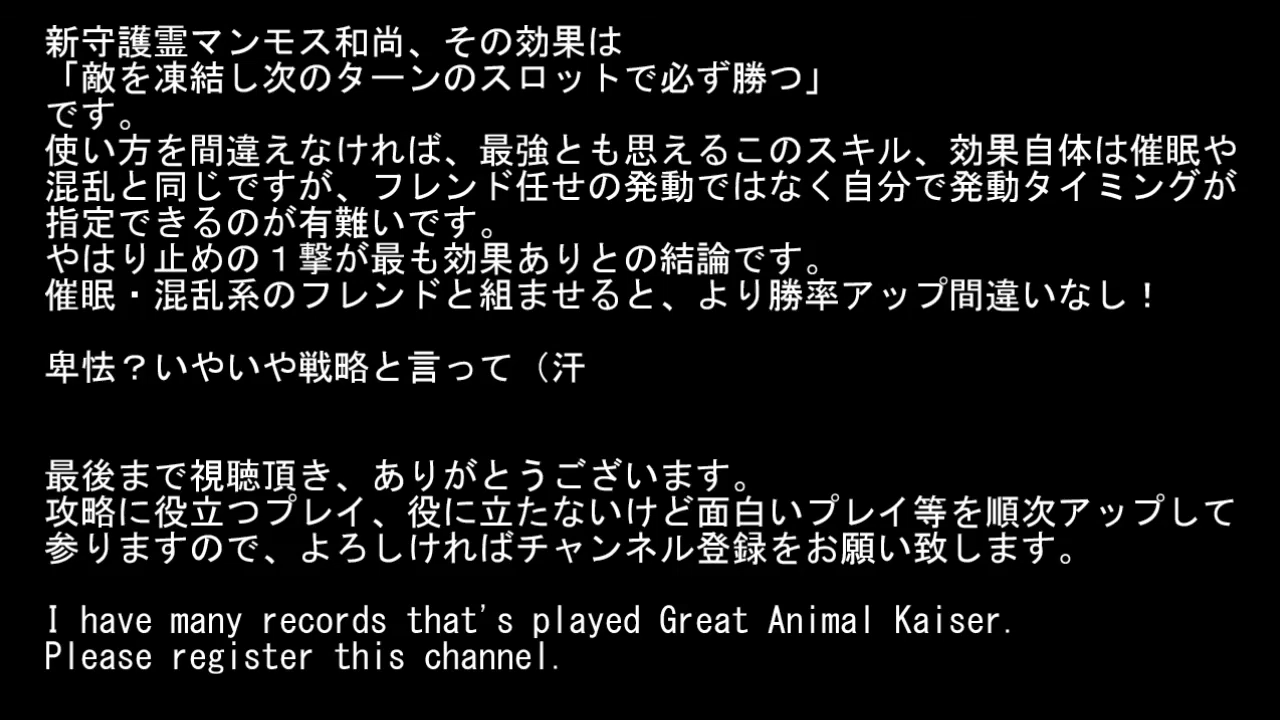 新守護霊マンモス和尚、その効果は
「敵を凍結し次のターンのスロットで必ず勝つ」
です。
使い方を間違えなければ、最強とも思えるこのスキル、効果自体は催眠や
混乱と同じですが、フレンド任せの発動ではなく自分で発動タイミングが
指定できるのが有難いです。
やはり止めの１撃が最も効果ありとの結論です。
催眠・混乱系のフレンドと組ませると、より勝率アップ間違いなし！
卑怯？いやいや戦略と言って（汗
最後まで視聴頂き、ありがとうございます。
攻略に役立つプレイ、役に立たないけど面白いプレイ等を順次アップして
参りますので、よろしければチャンネル登録をお願い致します。
I have many records that's played Great Animal Kaiser.
Please register this channel.